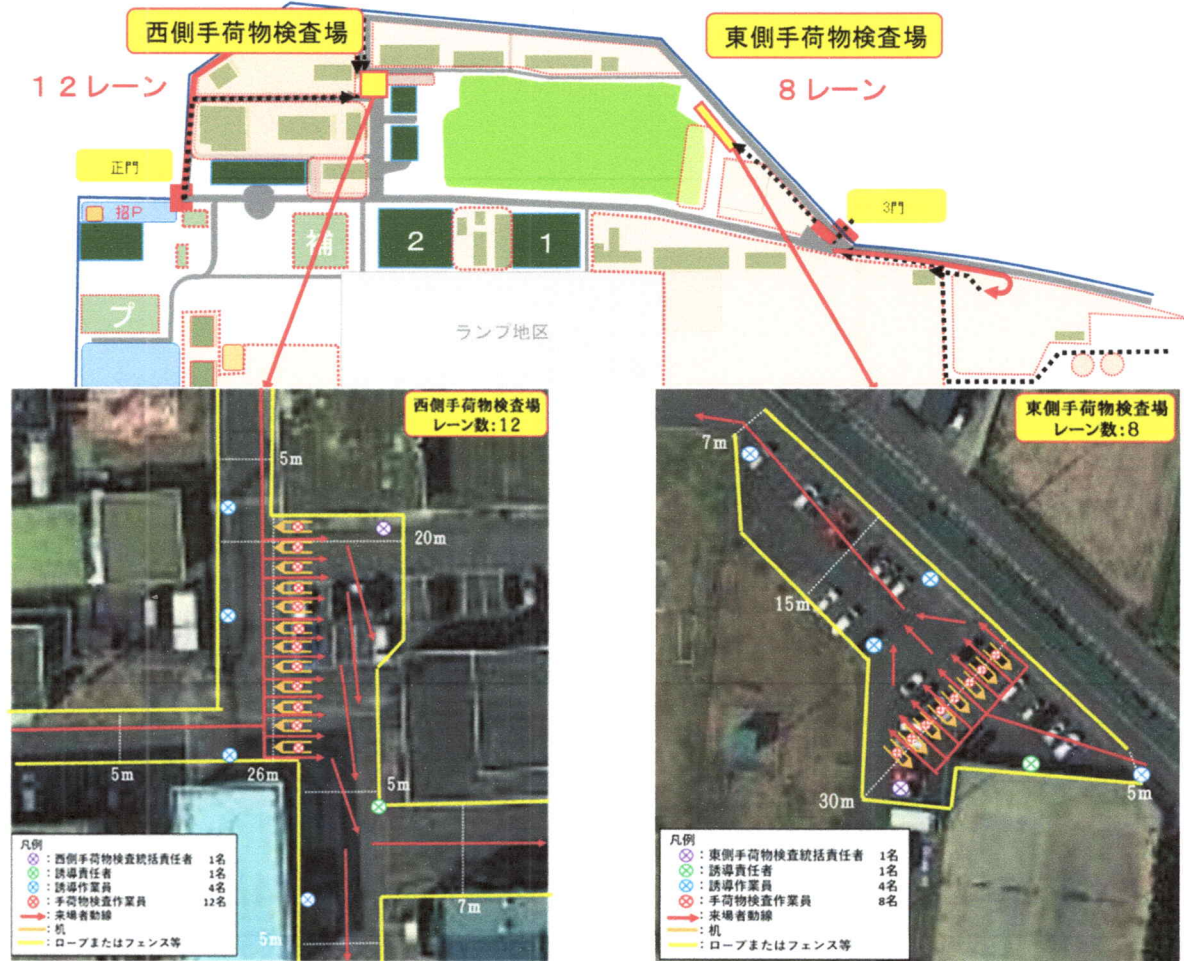 西側手荷物検査場
東側手荷物検査場
12レーン
8レーン
正門
3門
招P
補
2
1
プ
ランプ地区
西側手荷物検査場
レーン数:12
5m
20m
5m
26m
5m
7m
5m
凡例
:西側手荷物検査統括責任者 1名
:誘導責任者 1名
:誘導作業員 4名
:手荷物検査作業員 12名
:来場者動線
:机
:ロープまたはフェンス等
東側手荷物検査場
レーン数:8
7m
15m
30m
5m
凡例
:東側手荷物検査統括責任者 1名
:誘導責任者 1名
:誘導作業員 4名
:手荷物検査作業員 8名
:来場者動線
:机
:ロープまたはフェンス等